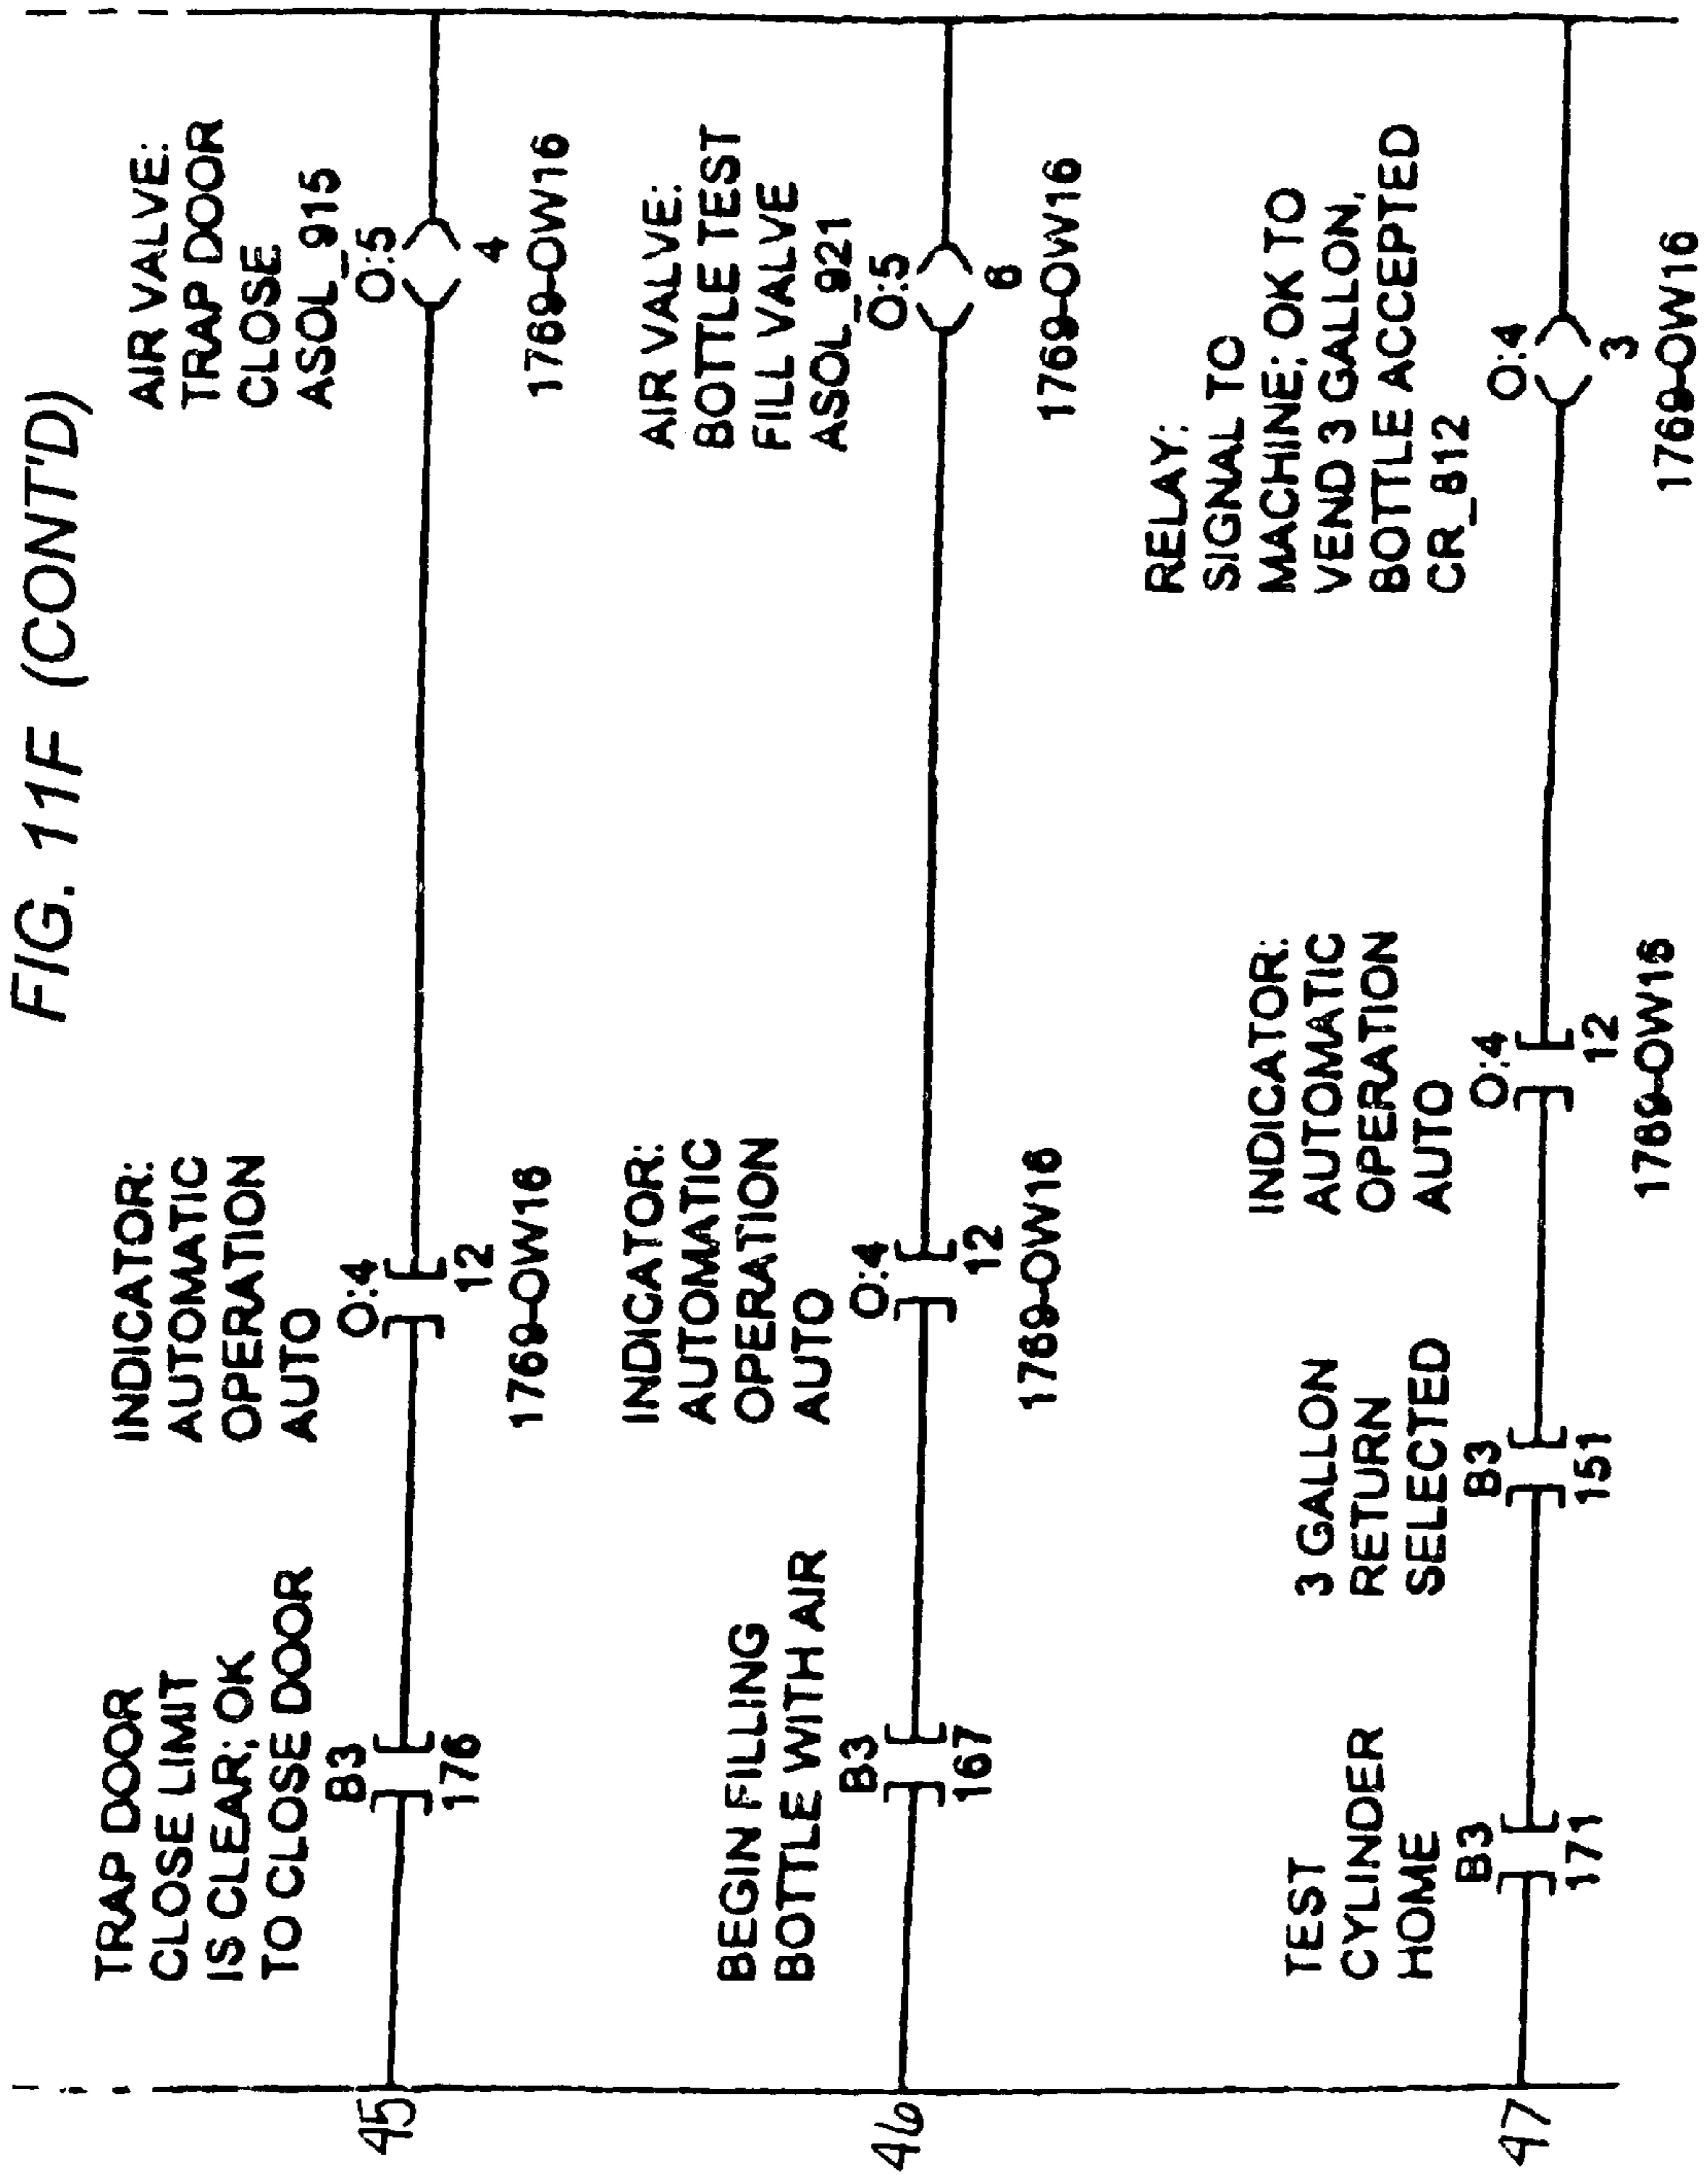 FIG. 11F (CONT'D)
45
TRAP DOOR
CLOSE LIMIT
IS CLEAR; OK
TO CLOSE DOOR
B3
176
INDICATOR:
AUTOMATIC
OPERATION
AUTO
O:4
12
1769-OW16
AIR VALVE:
TRAP DOOR
CLOSE
ASOL_915
O:5
4
1769-OW16
46
BEGIN FILLING
BOTTLE WITH AIR
B3
167
INDICATOR:
AUTOMATIC
OPERATION
AUTO
O:4
12
1769-OW16
AIR VALVE:
BOTTLE TEST
FILL VALVE
ASOL_921
O:5
6
1769-OW16
47
TEST
CYLINDER
HOME
B3
171
3 GALLON
RETURN
SELECTED
B3
151
INDICATOR:
AUTOMATIC
OPERATION
AUTO
O:4
12
1769-OW16
RELAY:
SIGNAL TO
MACHINE; OK TO
VEND 3 GALLON,
BOTTLE ACCEPTED
CR_812
O:4
3
1769-OW16